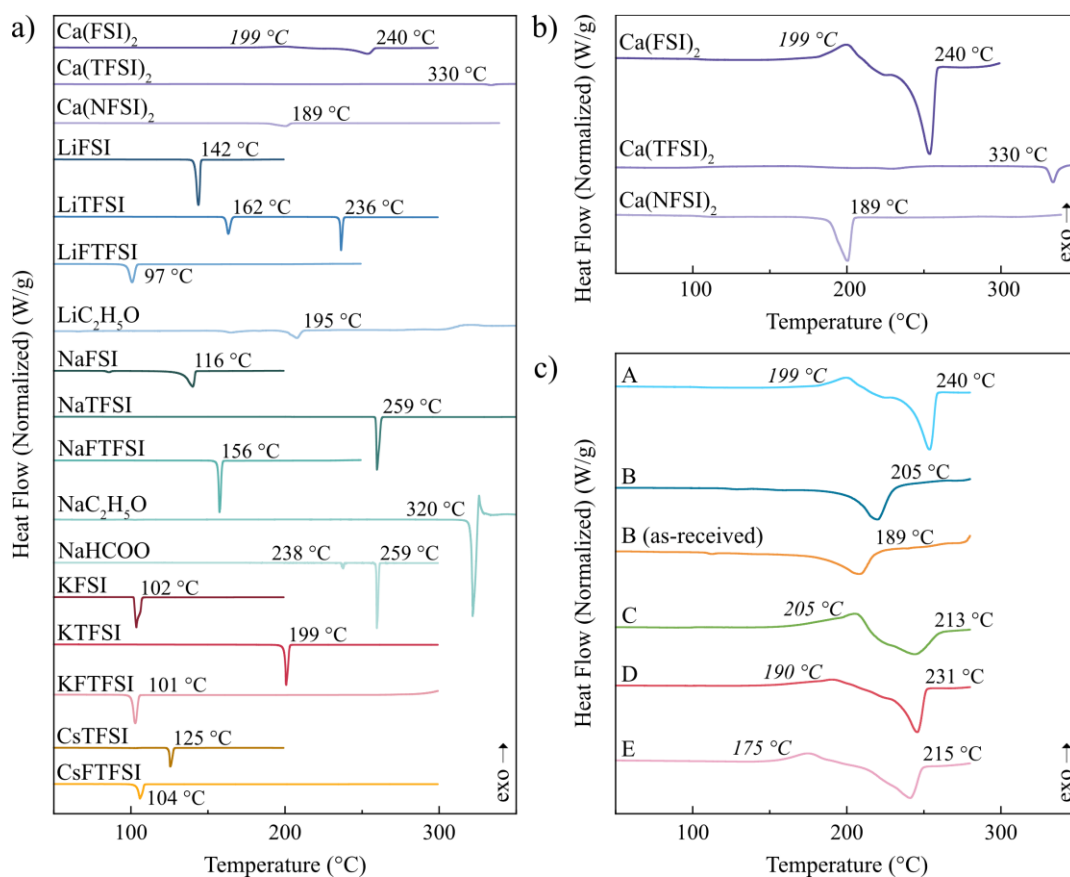 a)
Ca(FSI)₂
199 °C
240 °C
Ca(TFSI)₂
330 °C
Ca(NFSI)₂
189 °C
LiFSI
142 °C
LiTFSI
162 °C
236 °C
LiFTFSI
97 °C
LiC₂H₅O
195 °C
NaFSI
116 °C
NaTFSI
259 °C
NaFTFSI
156 °C
NaC₂H₅O
320 °C
NaHCOO
238 °C
259 °C
KFSI
102 °C
KTFSI
199 °C
KFTFSI
101 °C
CsTFSI
125 °C
CsFTFSI
104 °C
exo →
Heat Flow (Normalized) (W/g)
100
200
300
Temperature (°C)
b)
Ca(FSI)₂
199 °C
240 °C
Ca(TFSI)₂
330 °C
Ca(NFSI)₂
189 °C
exo →
Heat Flow (Normalized) (W/g)
100
200
300
Temperature (°C)
c)
A
199 °C
240 °C
B
205 °C
B (as-received)
189 °C
C
205 °C
213 °C
D
190 °C
231 °C
E
175 °C
215 °C
exo →
Heat Flow (Normalized) (W/g)
100
200
300
Temperature (°C)